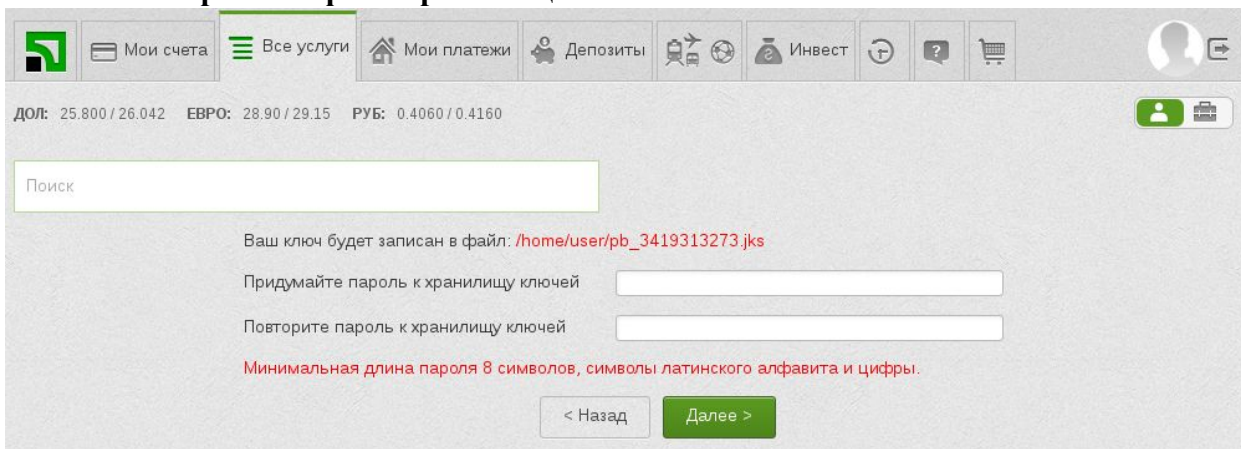 Мои счета Все услуги Мои платежи Депозиты Инвест
ДОЛ: 25.800 / 26.042 ЕВРО: 28.90 / 29.15 РУБ: 0.4060 / 0.4160
Поиск
Ваш ключ будет записан в файл: /home/user/pb_3419313273.jks
Придумайте пароль к хранилищу ключей
Повторите пароль к хранилищу ключей
Минимальная длина пароля 8 символов, символы латинского алфавита и цифры.
< Назад Далее >